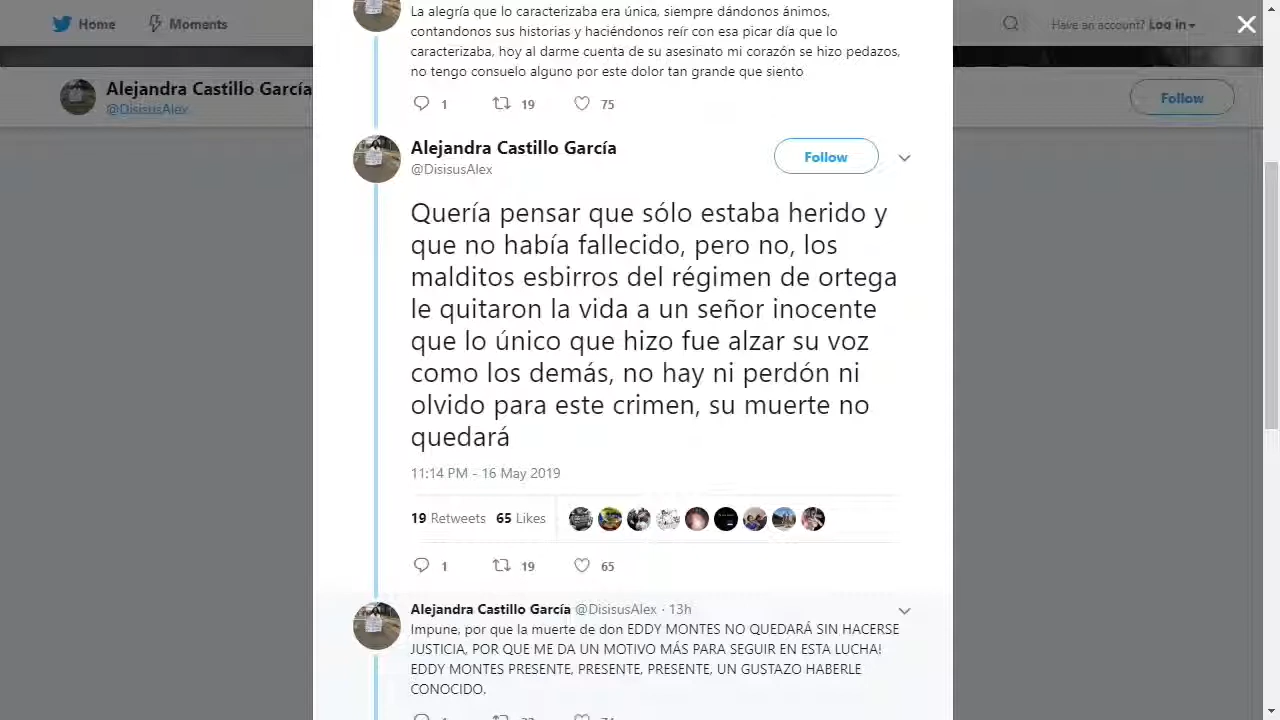 Home
Moments
Have an account? Log in
Alejandra Castillo García
@DisisusAlex
Follow
La alegría que lo caracterizaba era única, siempre dándonos ánimos,
contandonos sus historias y haciéndonos reír con esa picar día que lo
caracterizaba, hoy al darme cuenta de su asesinato mi corazón se hizo pedazos,
no tengo consuelo alguno por este dolor tan grande que siento
1 19 75
Alejandra Castillo García
@DisisusAlex
Follow
Quería pensar que sólo estaba herido y
que no había fallecido, pero no, los
malditos esbirros del régimen de ortega
le quitaron la vida a un señor inocente
que lo único que hizo fue alzar su voz
como los demás, no hay ni perdón ni
olvido para este crimen, su muerte no
quedará
11:14 PM - 16 May 2019
19 Retweets 65 Likes
1 19 65
Alejandra Castillo García @DisisusAlex · 13h
Impune, por que la muerte de don EDDY MONTES NO QUEDARÁ SIN HACERSE
JUSTICIA, POR QUE ME DA UN MOTIVO MÁS PARA SEGUIR EN ESTA LUCHA!
EDDY MONTES PRESENTE, PRESENTE, PRESENTE, UN GUSTAZO HABERLE
CONOCIDO.